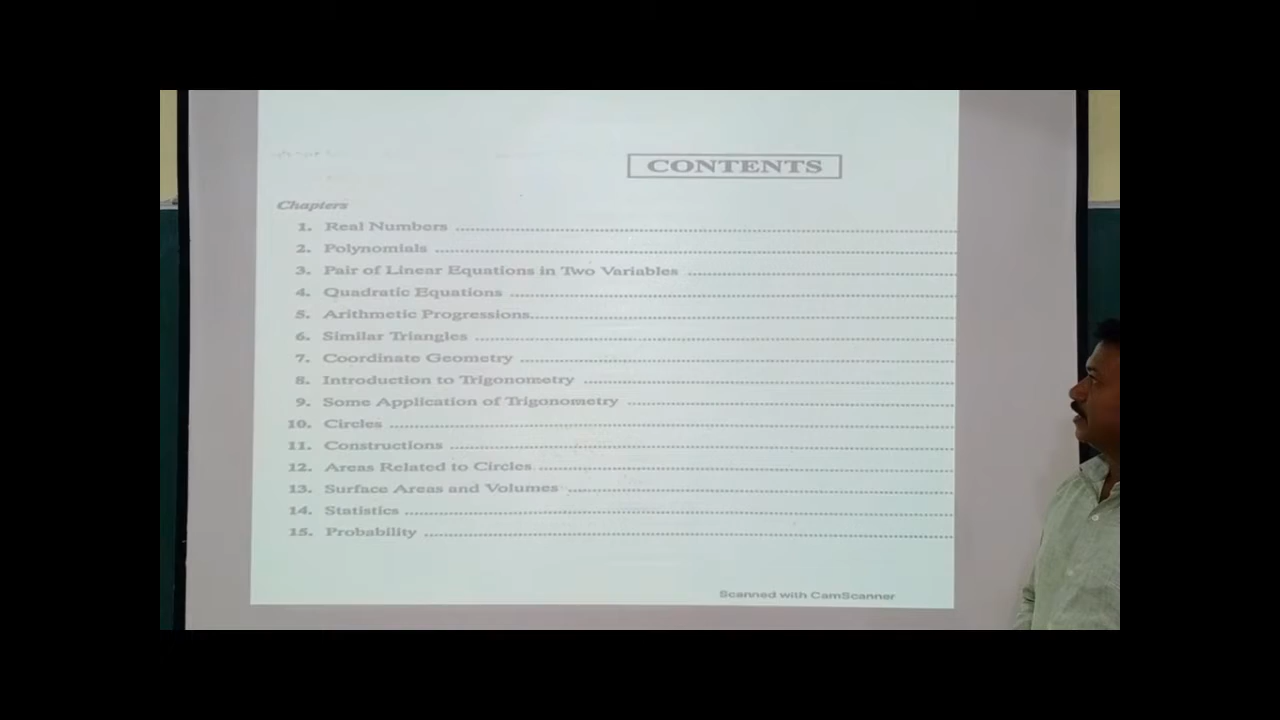 CONTENTS
Chapters
1. Real Numbers ..........
2. Polynomials ..........
3. Pair of Linear Equations in Two Variables ..........
4. Quadratic Equations ..........
5. Arithmetic Progressions..........
6. Similar Triangles ..........
7. Coordinate Geometry ..........
8. Introduction to Trigonometry ..........
9. Some Application of Trigonometry ..........
10. Circles ..........
11. Constructions ..........
12. Areas Related to Circles ..........
13. Surface Areas and Volumes ..........
14. Statistics ..........
15. Probability ..........
Scanned with CamScanner